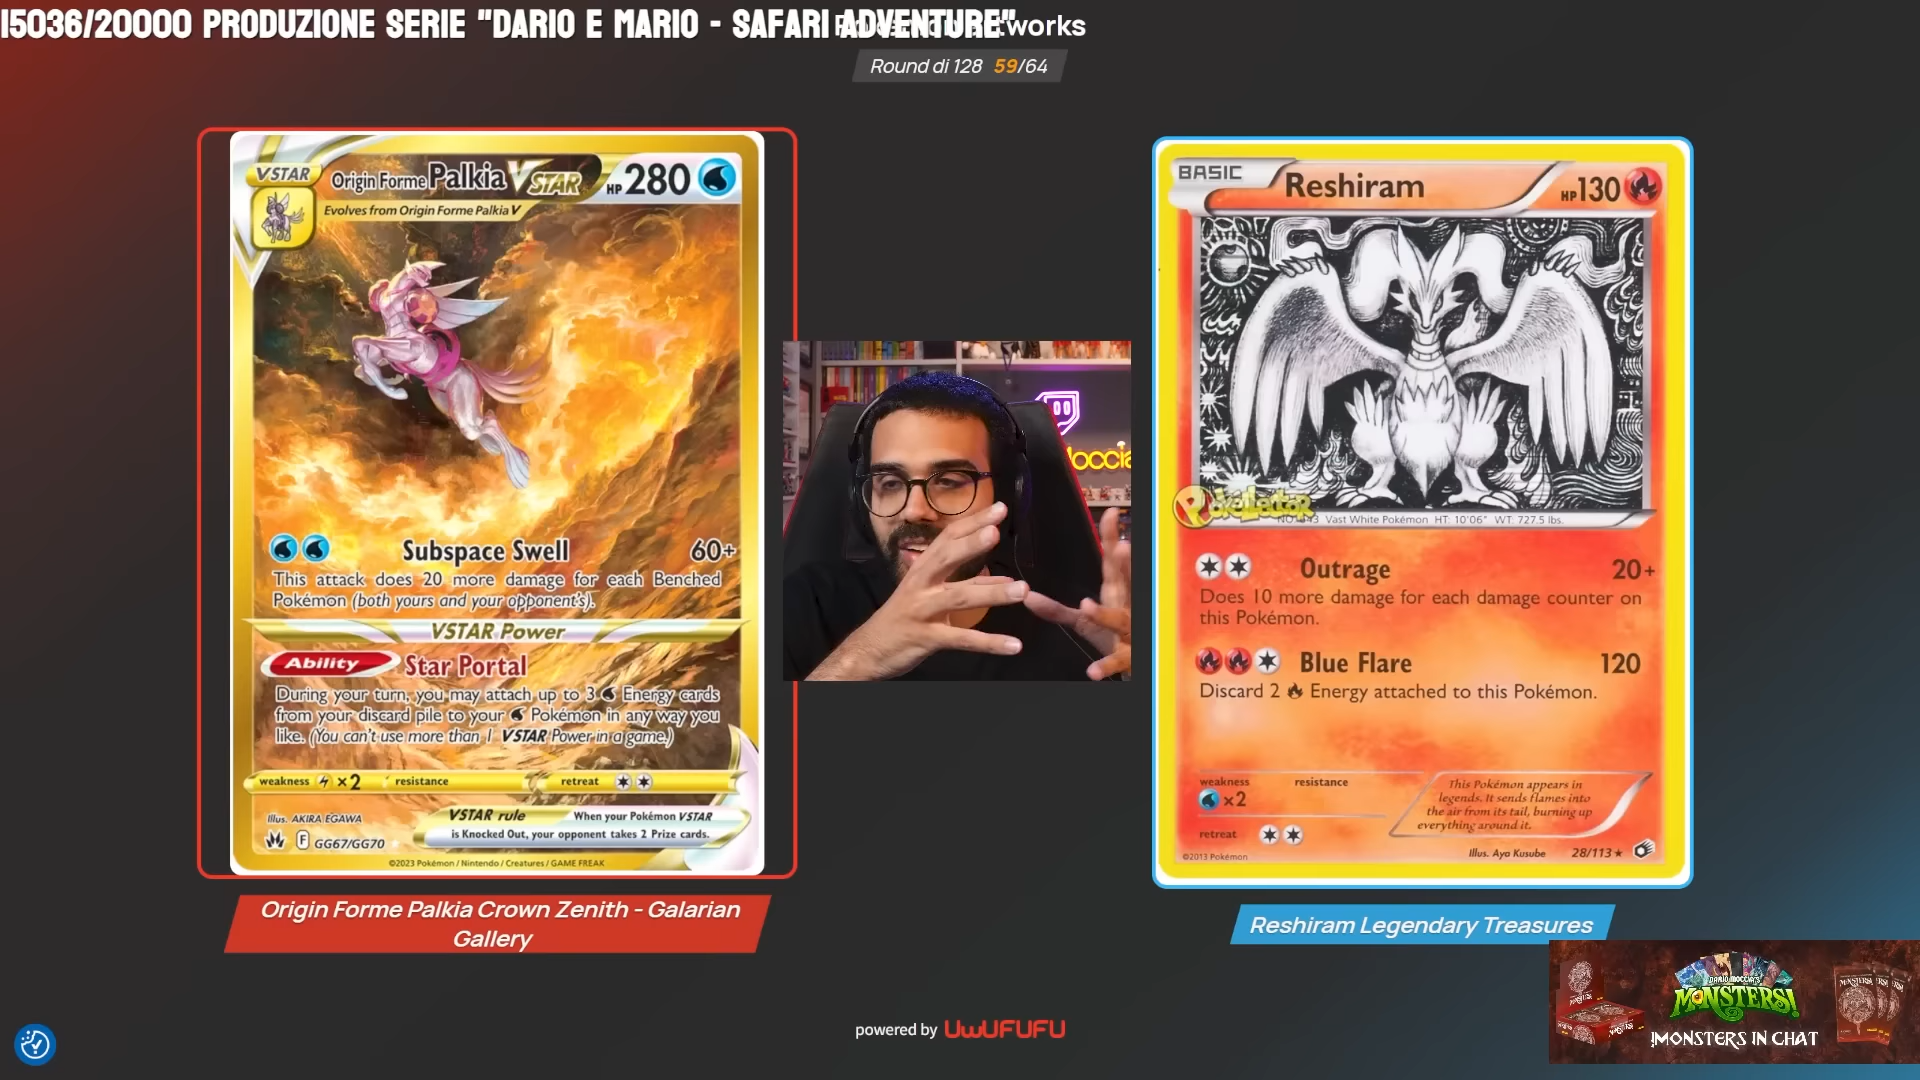 15036/20000 PRODUZIONE SERIE "DARIO E MARIO - SAFARI ADVENTURE"
Round di 128 59/64
VSTAR
Origin Forme Palkia VSTAR HP 280
Evolves from Origin Forme Palkia V
Subspace Swell 60+
This attack does 20 more damage for each Benched
Pokémon (both yours and your opponent's).
VSTAR Power
Ability Star Portal
During your turn, you may attach up to 3 Energy cards
from your discard pile to your Pokémon in any way you
like. (You can't use more than 1 VSTAR Power in a game.)
weakness ×2 resistance retreat
Illus. AKIRA EGAWA
F GG67/GG70
VSTAR rule When your Pokémon VSTAR
is Knocked Out, your opponent takes 2 Prize cards.
©2023 Pokémon / Nintendo / Creatures / GAME FREAK
Origin Forme Palkia Crown Zenith - Galarian
Gallery
BASIC
Reshiram HP 130
Pokellector
Vast White Pokémon HT: 10'06" WT: 727.5 lbs.
Outrage 20+
Does 10 more damage for each damage counter on
this Pokémon.
Blue Flare 120
Discard 2 Energy attached to this Pokémon.
weakness resistance
×2
retreat
This Pokémon appears in
legends. It sends flames into
the air from its tail, burning up
everything around it.
©2013 Pokémon
Illus. Ayo Kusube 28/113
Reshiram Legendary Treasures
powered by UwUFUFU
DARIO MOCCIA'S
MONSTERS!
!MONSTERS IN CHAT